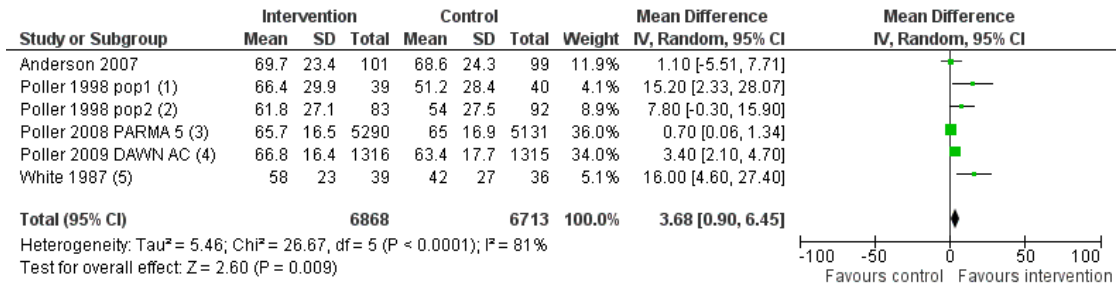 Intervention Control Mean Difference Mean Difference
Study or Subgroup Mean SD Total Mean SD Total Weight IV, Random, 95% CI IV, Random, 95% CI
Anderson 2007 69.7 23.4 101 68.6 24.3 99 11.9% 1.10 [-5.51, 7.71]
Poller 1998 pop1 (1) 66.4 29.9 39 51.2 28.4 40 4.1% 15.20 [2.33, 28.07]
Poller 1998 pop2 (2) 61.8 27.1 83 54 27.5 92 8.9% 7.80 [-0.30, 15.90]
Poller 2008 PARMA 5 (3) 65.7 16.5 5290 65 16.9 5131 36.0% 0.70 [0.06, 1.34]
Poller 2009 DAWN AC (4) 66.8 16.4 1316 63.4 17.7 1315 34.0% 3.40 [2.10, 4.70]
White 1987 (5) 58 23 39 42 27 36 5.1% 16.00 [4.60, 27.40]
Total (95% CI) 6868 6713 100.0% 3.68 [0.90, 6.45]
Heterogeneity: Tau² = 5.46; Chi² = 26.67, df = 5 (P < 0.0001); I² = 81%
Test for overall effect: Z = 2.60 (P = 0.009)
-100 -50 0 50 100
Favours control Favours intervention